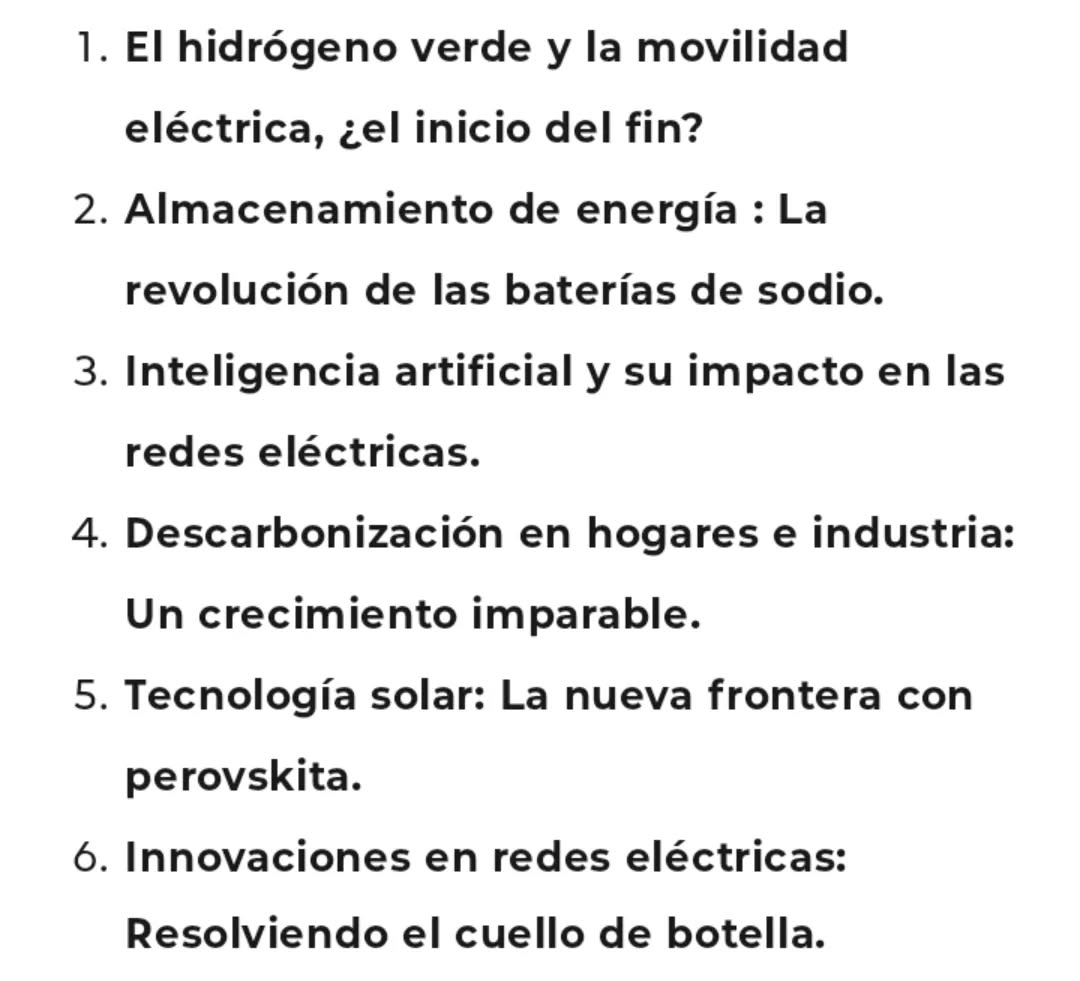 1. El hidrógeno verde y la movilidad
eléctrica, ¿el inicio del fin?
2. Almacenamiento de energía : La
revolución de las baterías de sodio.
3. Inteligencia artificial y su impacto en las
redes eléctricas.
4. Descarbonización en hogares e industria:
Un crecimiento imparable.
5. Tecnología solar: La nueva frontera con
perovskita.
6. Innovaciones en redes eléctricas:
Resolviendo el cuello de botella.